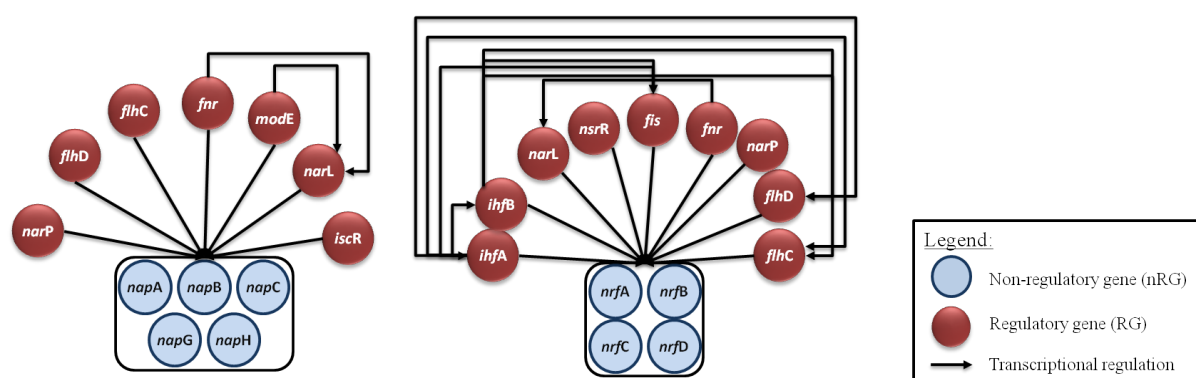 fnr
flhC
modE
flhD
narL
narP
iscR
napA
napB
napC
napG
napH
fis
nsrR
fnr
narL
narP
flhD
ihfB
ihfA
flhC
nrfA
nrfB
nrfC
nrfD
Legend:
Non-regulatory gene (nRG)
Regulatory gene (RG)
Transcriptional regulation